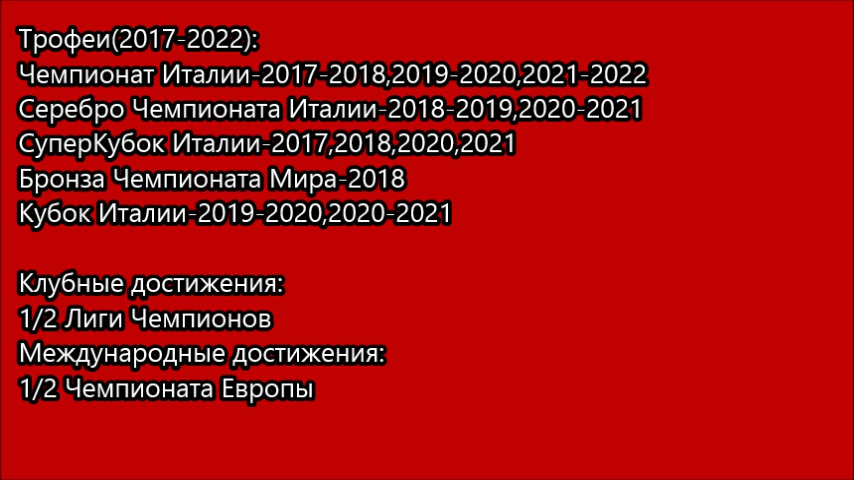 Трофеи(2017-2022):
Чемпионат Италии-2017-2018,2019-2020,2021-2022
Серебро Чемпионата Италии-2018-2019,2020-2021
СуперКубок Италии-2017,2018,2020,2021
Бронза Чемпионата Мира-2018
Кубок Италии-2019-2020,2020-2021
Клубные достижения:
1/2 Лиги Чемпионов
Международные достижения:
1/2 Чемпионата Европы